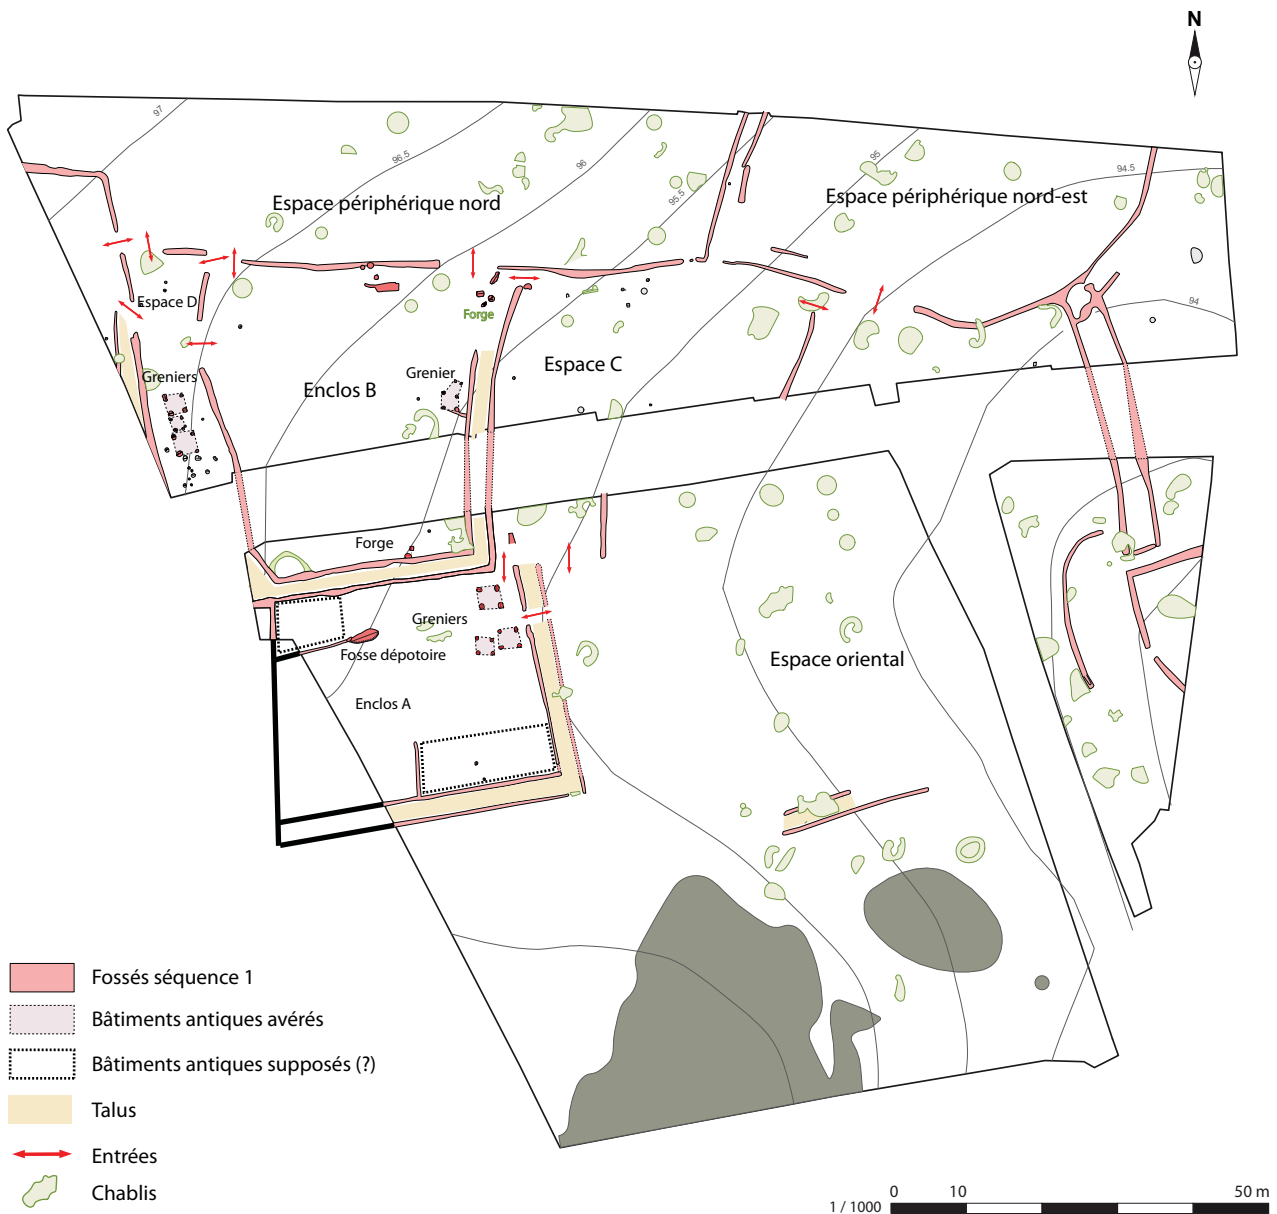 N
97
96.5
96
95.5
95
94.5
94
Espace périphérique nord
Espace périphérique nord-est
Espace D
Forge
Greniers
Enclos B
Grenier
Espace C
Forge
Greniers
Fosse dépotoire
Enclos A
Espace oriental
Fossés séquence 1
Bâtiments antiques avérés
Bâtiments antiques supposés (?)
Talus
Entrées
Chablis
1 / 1000
0 10 50 m